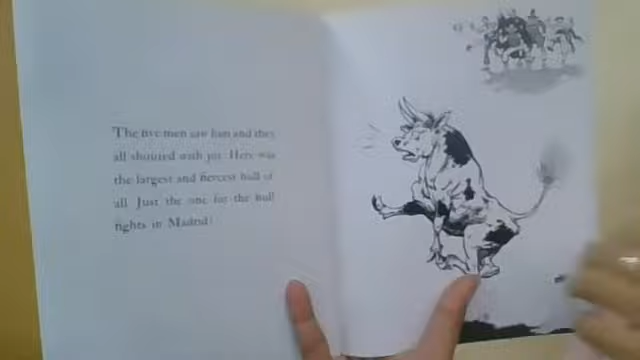 The five men saw him and they
all shouted with joy. Here was
the largest and fiercest bull of
all. Just the one for the bull
fights in Madrid!